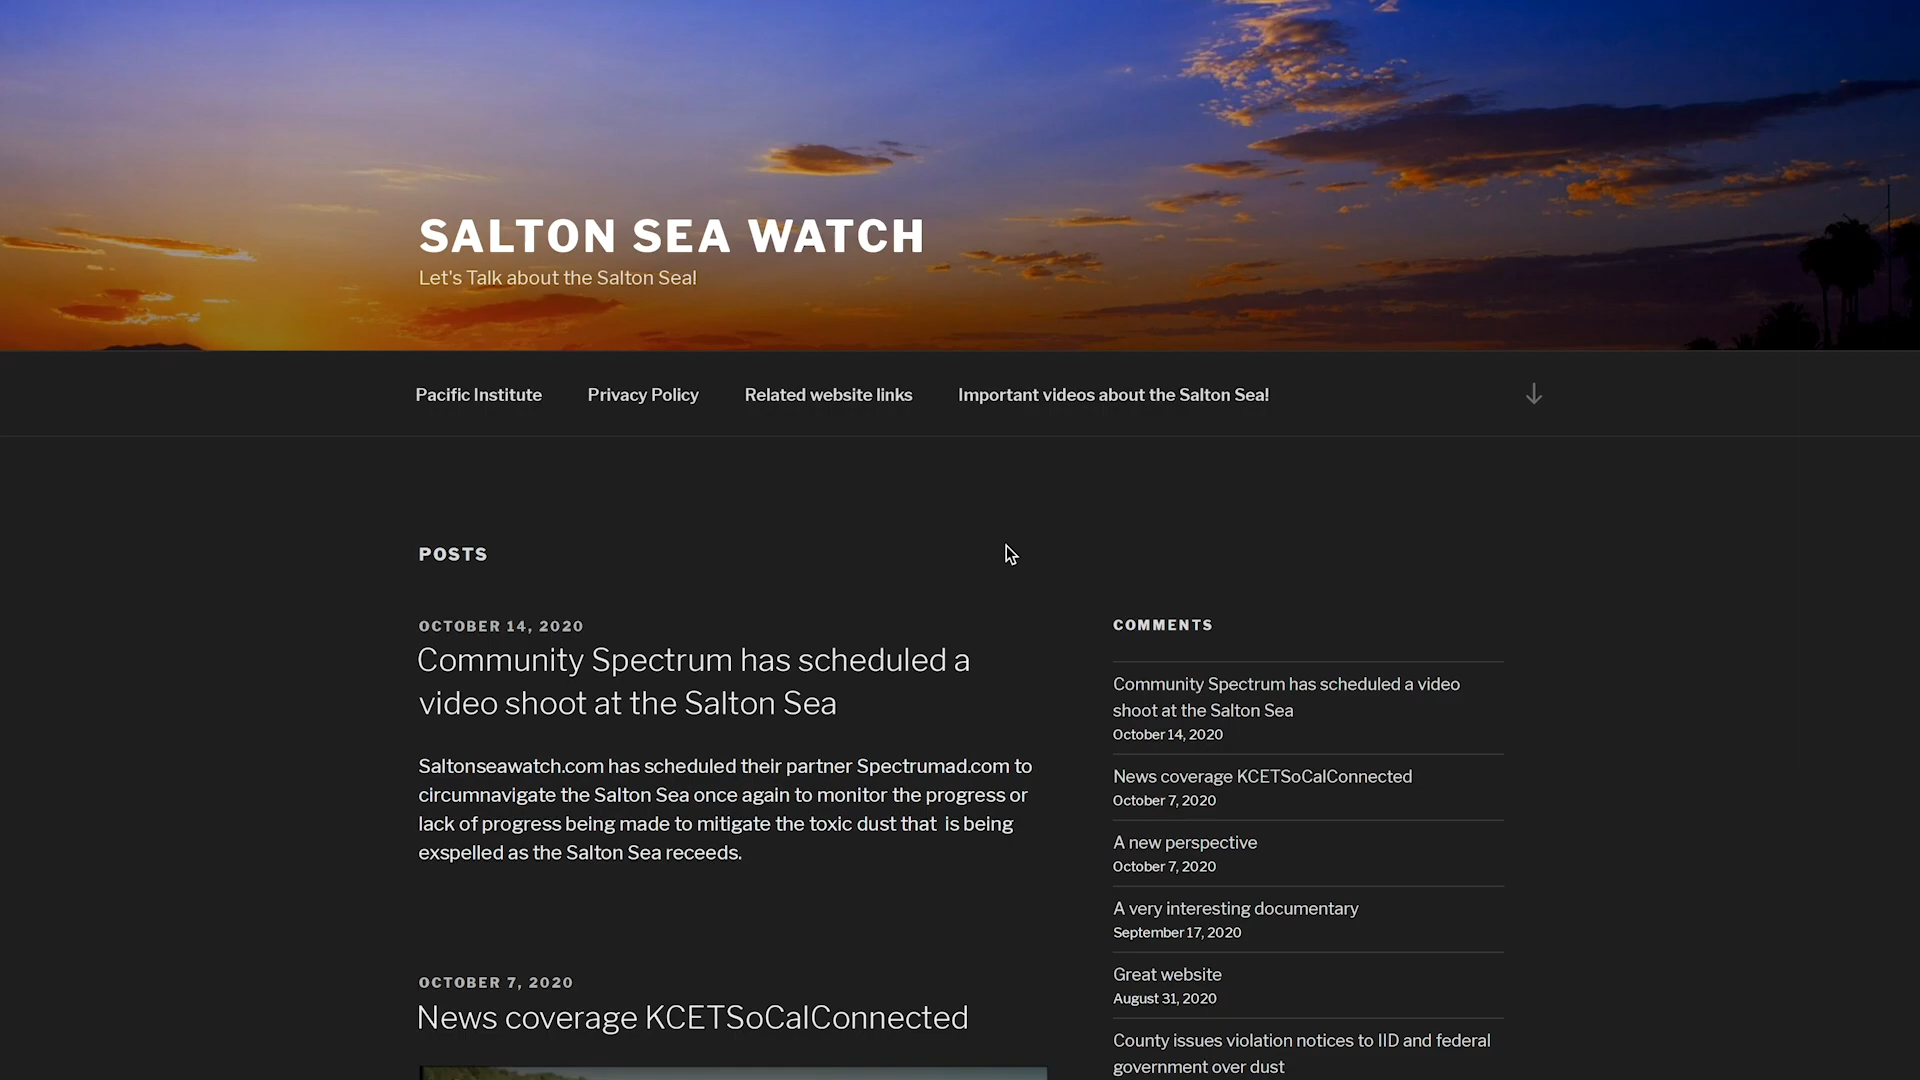 SALTON SEA WATCH
Let's Talk about the Salton Sea!
Pacific Institute
Privacy Policy
Related website links
Important videos about the Salton Sea!
POSTS
OCTOBER 14, 2020
Community Spectrum has scheduled a
video shoot at the Salton Sea
Saltonseawatch.com has scheduled their partner Spectrumad.com to
circumnavigate the Salton Sea once again to monitor the progress or
lack of progress being made to mitigate the toxic dust that  is being
exspelled as the Salton Sea receeds.
OCTOBER 7, 2020
News coverage KCETSoCalConnected
COMMENTS
Community Spectrum has scheduled a video
shoot at the Salton Sea
October 14, 2020
News coverage KCETSoCalConnected
October 7, 2020
A new perspective
October 7, 2020
A very interesting documentary
September 17, 2020
Great website
August 31, 2020
County issues violation notices to IID and federal
government over dust